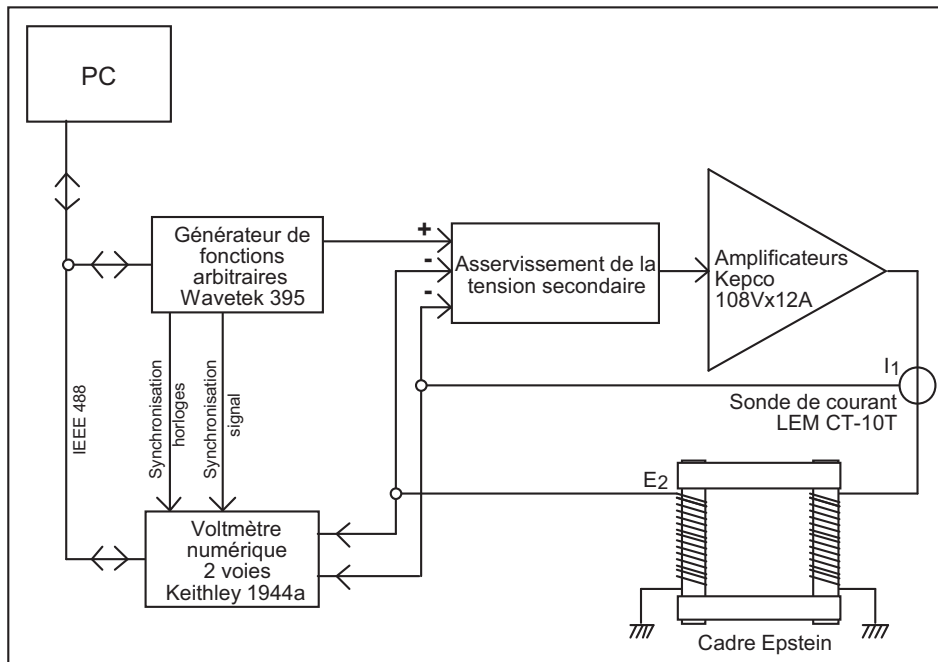 PC
Générateur de
fonctions
arbitraires
Wavetek 395
+
-
-
Asservissement de la
tension secondaire
Amplificateurs
Kepco
108Vx12A
I1
Sonde de courant
LEM CT-10T
IEEE 488
Synchronisation
horloges
Synchronisation
signal
E2
Voltmètre
numérique
2 voies
Keithley 1944a
Cadre Epstein